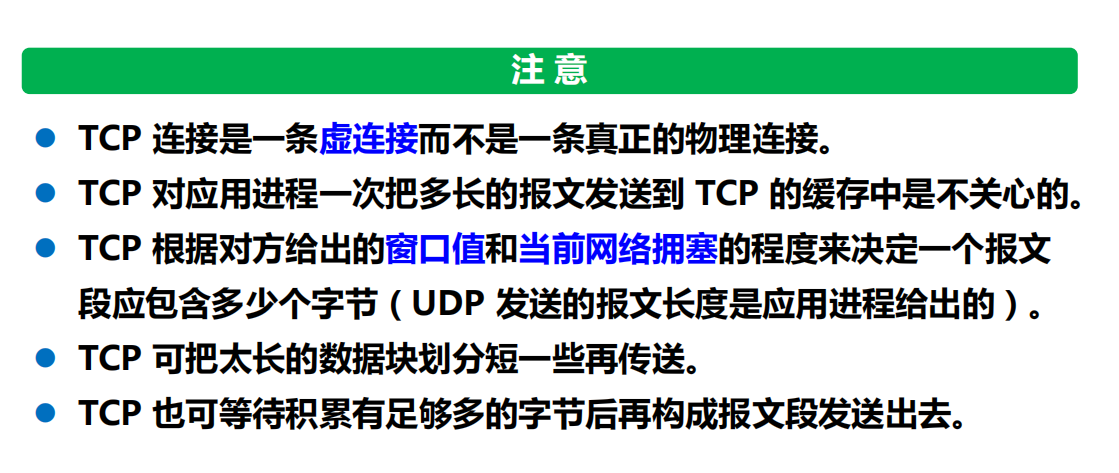 注 意
● TCP 连接是一条虚连接而不是一条真正的物理连接。
● TCP 对应用进程一次把多长的报文发送到 TCP 的缓存中是不关心的。
● TCP 根据对方给出的窗口值和当前网络拥塞的程度来决定一个报文
段应包含多少个字节（UDP 发送的报文长度是应用进程给出的）。
● TCP 可把太长的数据块划分短一些再传送。
● TCP 也可等待积累有足够多的字节后再构成报文段发送出去。